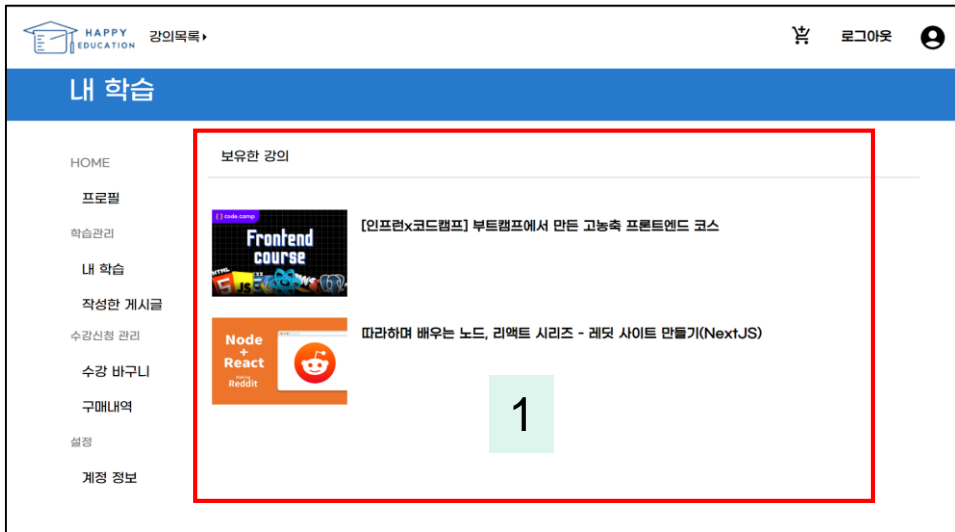 HAPPY
EDUCATION
강의목록
로그아웃
내 학습
HOME
프로필
학습관리
내 학습
작성한 게시글
수강신청 관리
수강 바구니
구매내역
설정
계정 정보
보유한 강의
{ } code.camp
Frontend
course
HTML
JS
[인프런x코드캠프] 부트캠프에서 만든 고농축 프론트엔드 코스
Node
+
React
Reddit
따라하며 배우는 노드, 리액트 시리즈 - 레딧 사이트 만들기(NextJS)
1